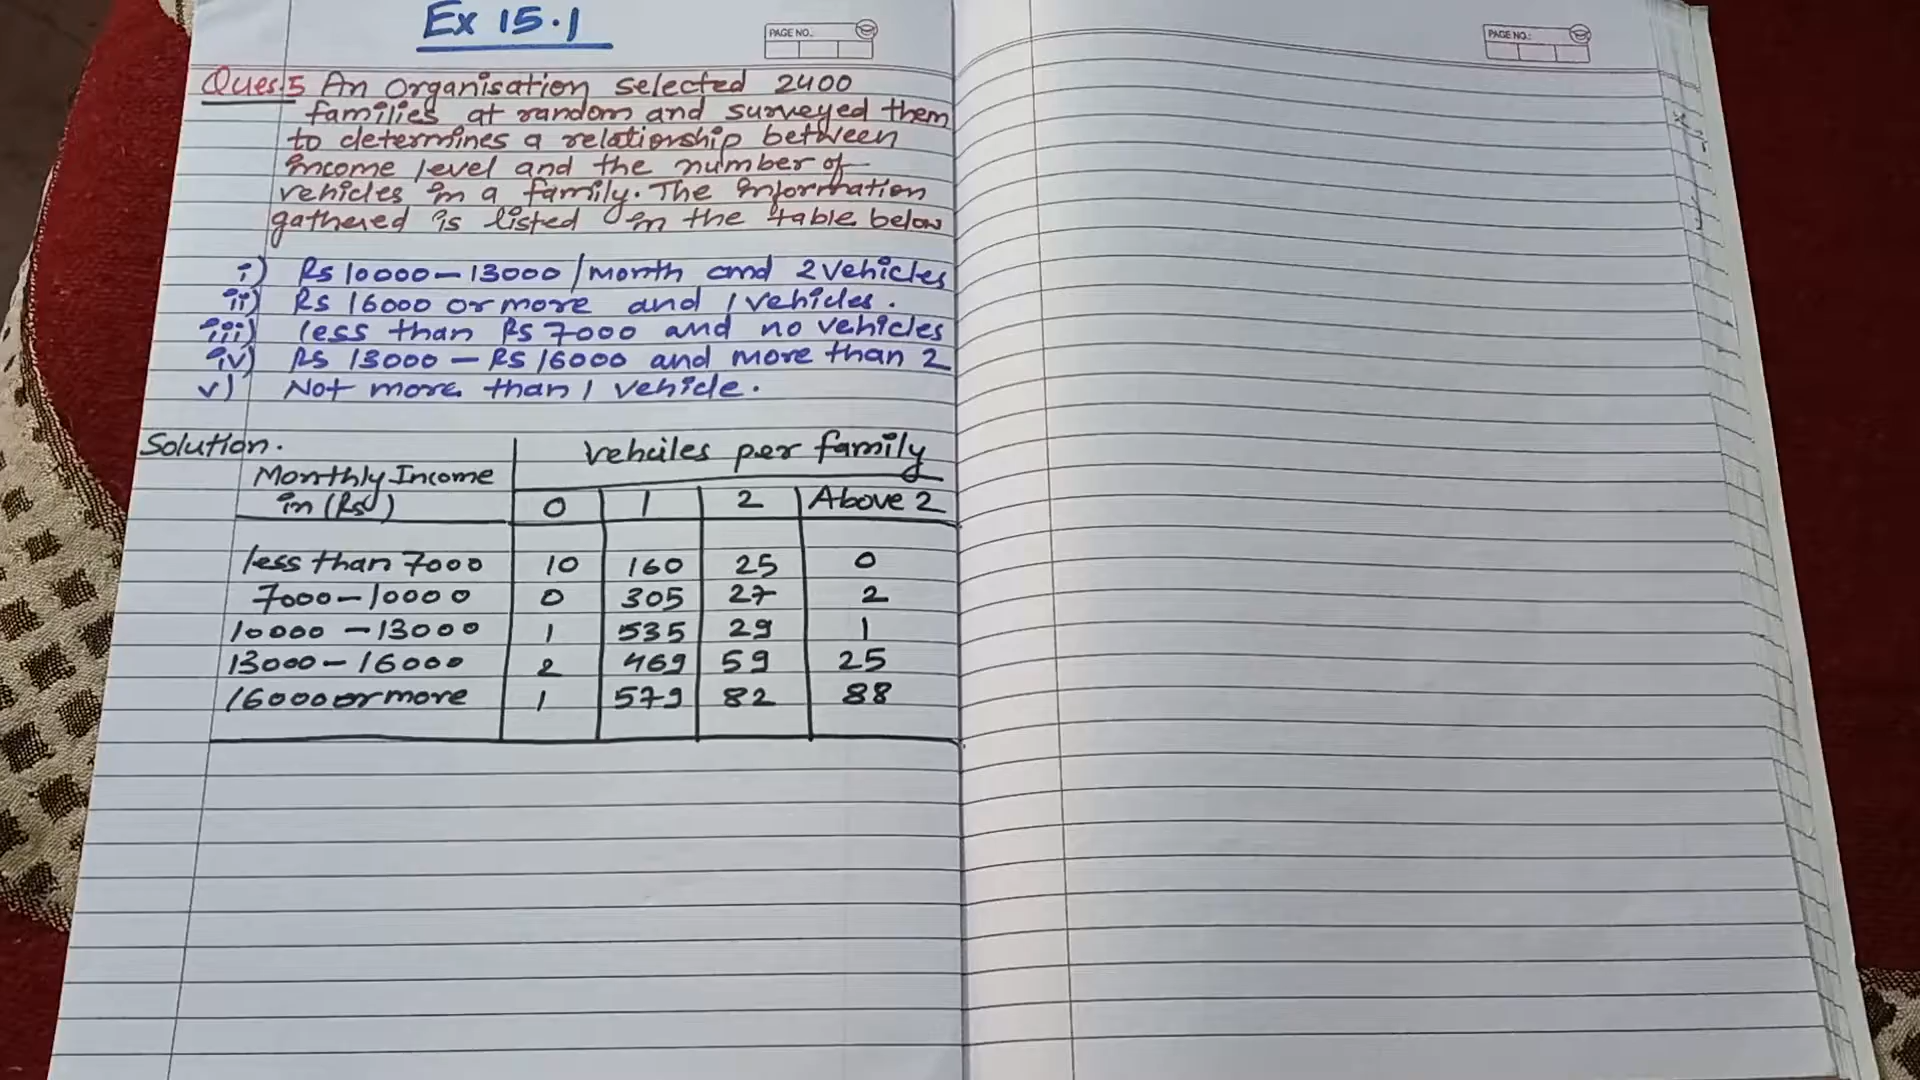 Ex 15.1
PAGE NO.
PAGE NO.:
Ques.5 An Organisation selected 2400
families at random and surveyed them
to determines a relationship between
income level and the number of
vehicles in a family. The information
gathered is listed in the table below
i) Rs 10000 – 13000 /month and 2 vehicles
ii) Rs 16000 or more and 1 vehicles.
iii) less than Rs 7000 and no vehicles
iv) Rs 13000 – Rs 16000 and more than 2
v) Not more than 1 vehicle.
Solution.
vehciles per family
Monthly Income
in (Rs)
0 1 2 Above 2
less than 7000 10 160 25 0
7000 – 10000 0 305 27 2
10000 – 13000 1 535 29 1
13000 – 16000 2 469 59 25
16000 or more 1 579 82 88